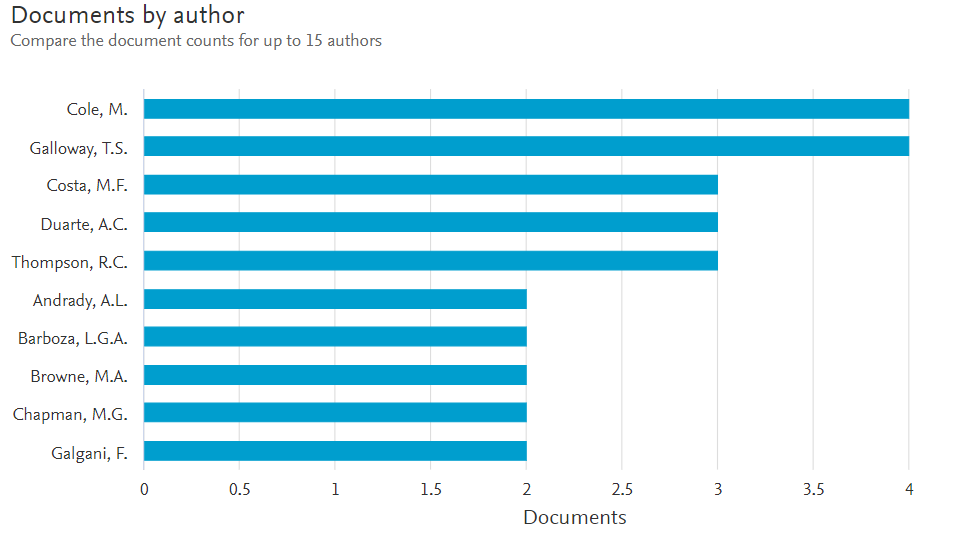 Documents by author
Compare the document counts for up to 15 authors
Cole, M.
Galloway, T.S.
Costa, M.F.
Duarte, A.C.
Thompson, R.C.
Andrady, A.L.
Barboza, L.G.A.
Browne, M.A.
Chapman, M.G.
Galgani, F.
0 0.5 1 1.5 2 2.5 3 3.5 4
Documents